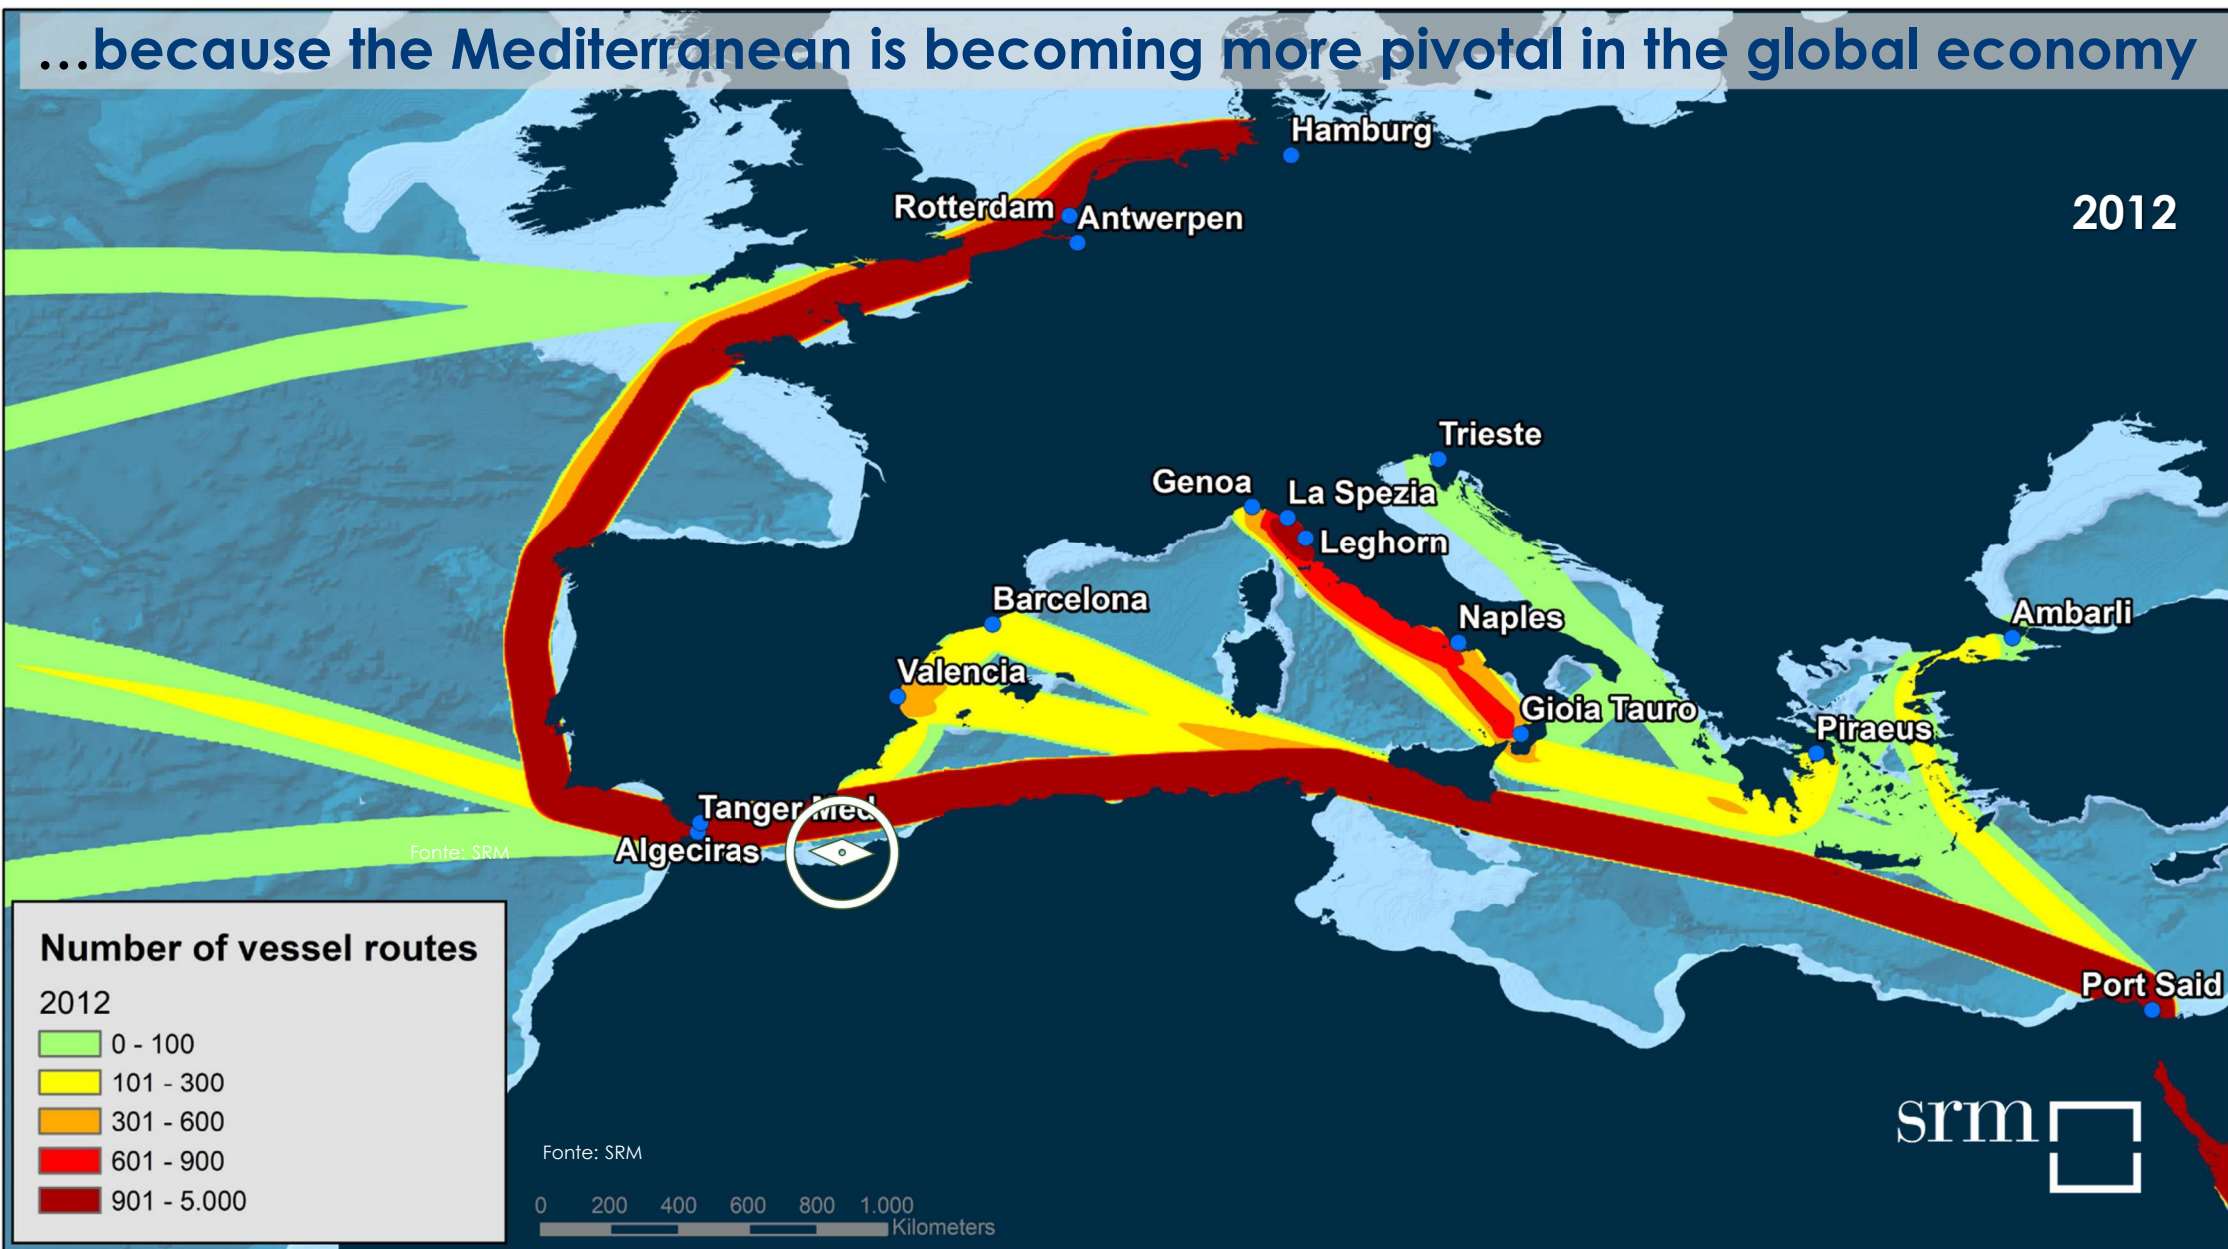 ...because the Mediterranean is becoming more pivotal in the global economy
Hamburg
2012
Rotterdam
Antwerpen
Trieste
Genoa
La Spezia
Leghorn
Barcelona
Naples
Ambarli
Valencia
Gioia Tauro
Piraeus
Tanger Med
Algeciras
Fonte: SRM
Port Said
Number of vessel routes
2012
0 - 100
101 - 300
301 - 600
601 - 900
901 - 5.000
Fonte: SRM
0 200 400 600 800 1.000
Kilometers
srm